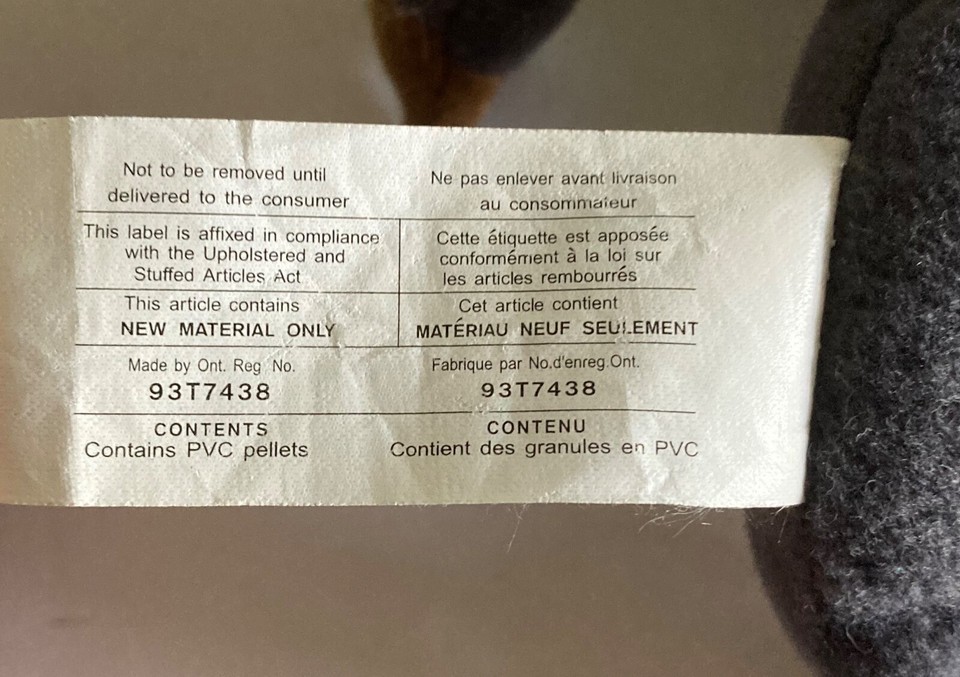 Not to be removed until
delivered to the consumer
Ne pas enlever avant livraison
au consommateur
This label is affixed in compliance
with the Upholstered and
Stuffed Articles Act
Cette étiquette est apposée
conformément à la loi sur
les articles rembourrés
This article contains
NEW MATERIAL ONLY
Cet article contient
MATÉRIAU NEUF SEULEMENT
Made by Ont. Reg No.
93T7438
Fabrique par No.d'enreg.Ont.
93T7438
CONTENTS
Contains PVC pellets
CONTENU
Contient des granules en PVC